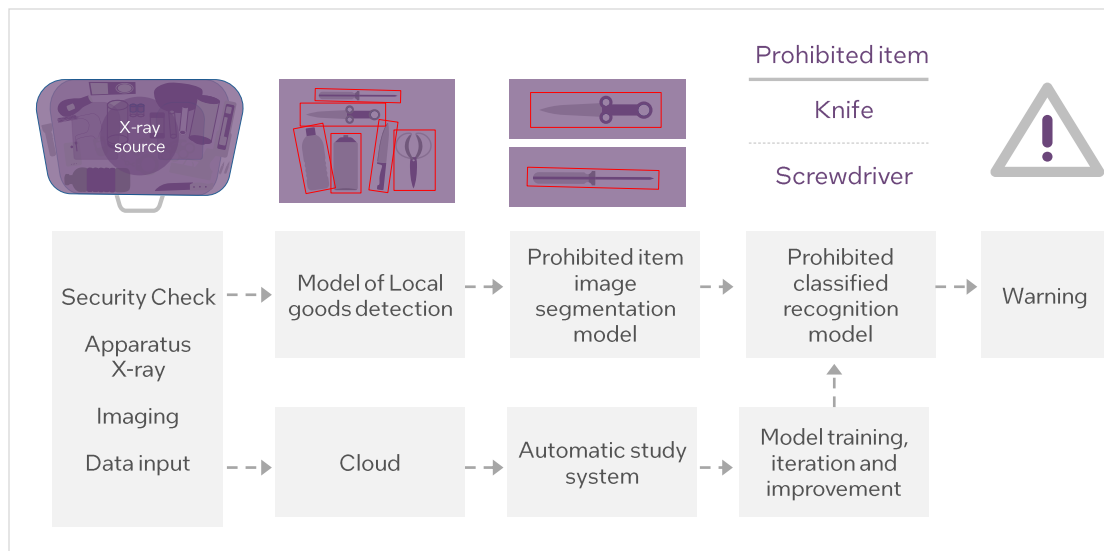 Prohibited item
X-ray
source
Knife
Screwdriver
Security Check
Apparatus
X-ray
Imaging
Data input
Model of Local
goods detection
Prohibited item
image
segmentation
model
Prohibited
classified
recognition
model
Warning
Cloud
Automatic study
system
Model training,
iteration and
improvement